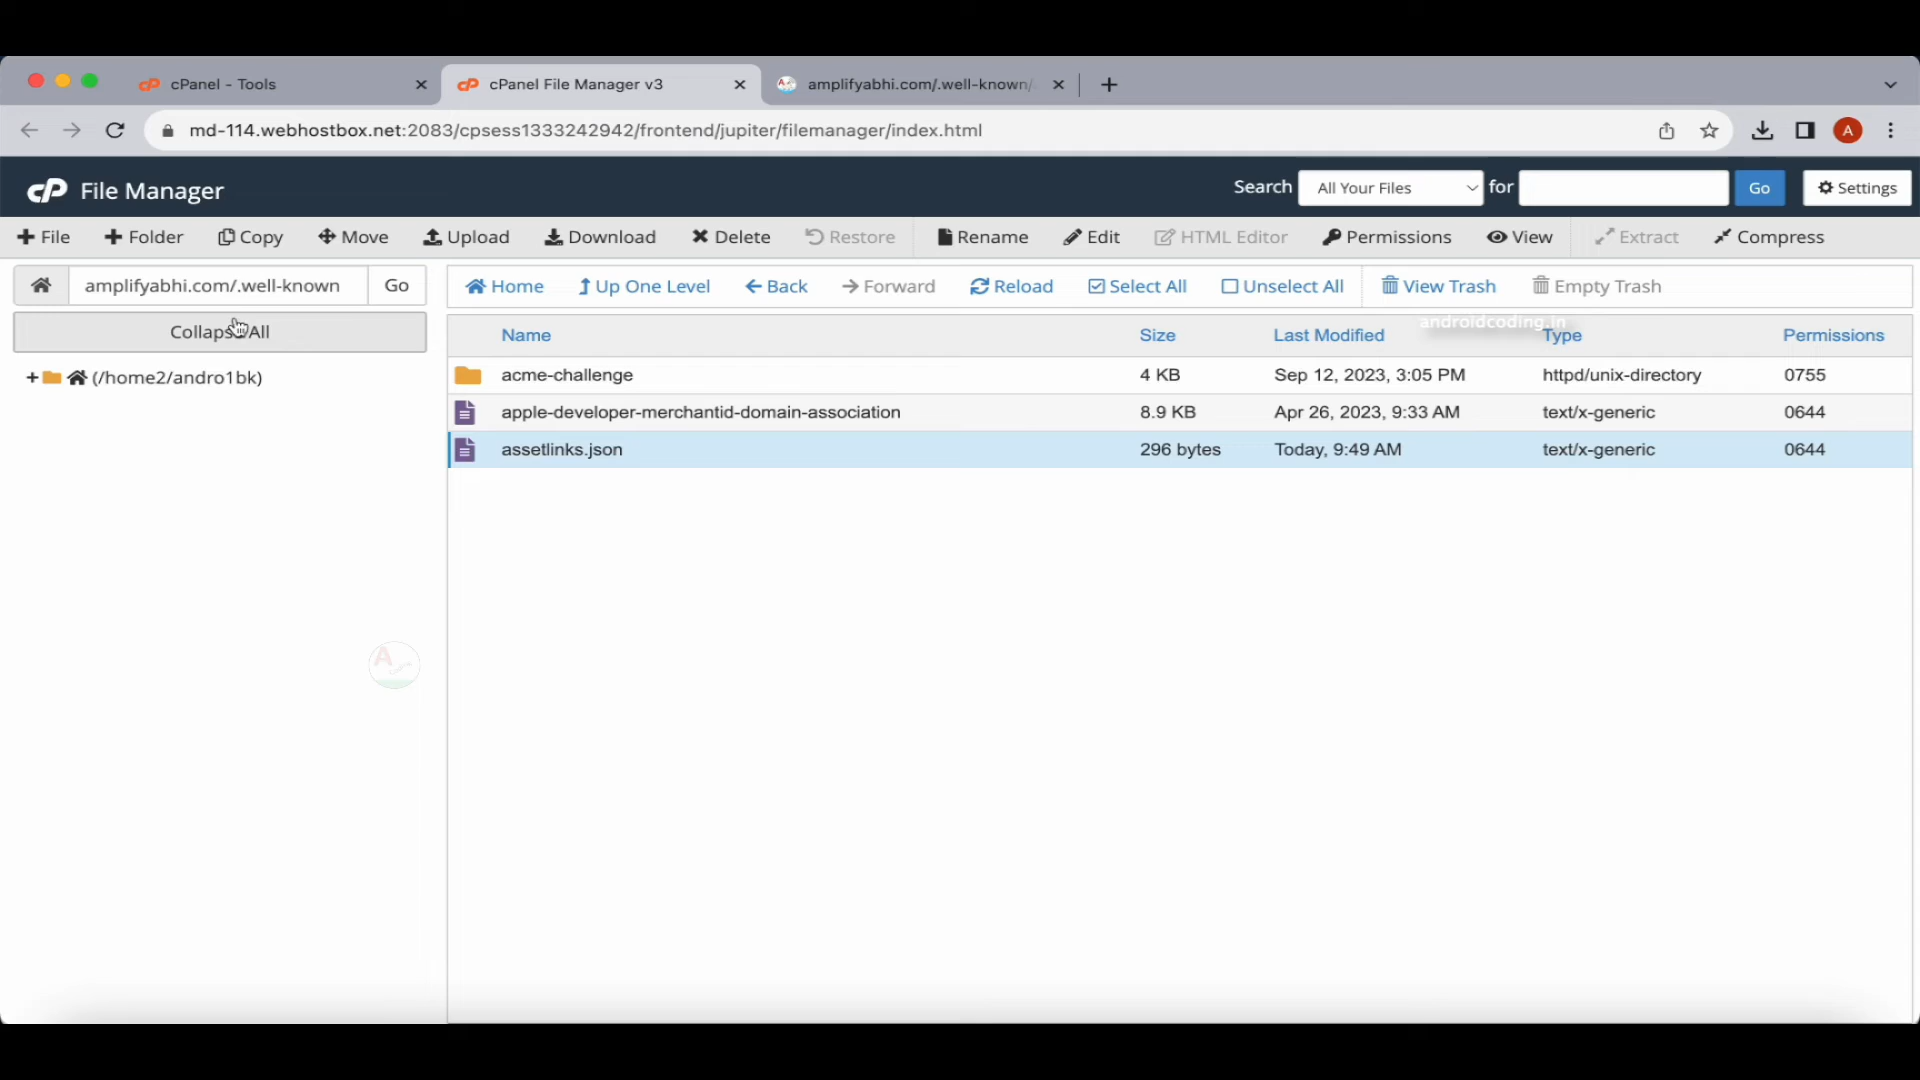 cPanel - Tools
cPanel File Manager v3
amplifyabhi.com/.well-known/
md-114.webhostbox.net:2083/cpsess1333242942/frontend/jupiter/filemanager/index.html
A
cP File Manager
Search All Your Files for Go Settings
File Folder Copy Move Upload Download Delete Restore Rename Edit HTML Editor Permissions View Extract Compress
amplifyabhi.com/.well-known Go
Home Up One Level Back Forward Reload Select All Unselect All View Trash Empty Trash
Collapse All
androidcoding.in
Name Size Last Modified Type Permissions
+ (/home2/andro1bk)
acme-challenge 4 KB Sep 12, 2023, 3:05 PM httpd/unix-directory 0755
apple-developer-merchantid-domain-association 8.9 KB Apr 26, 2023, 9:33 AM text/x-generic 0644
assetlinks.json 296 bytes Today, 9:49 AM text/x-generic 0644
A